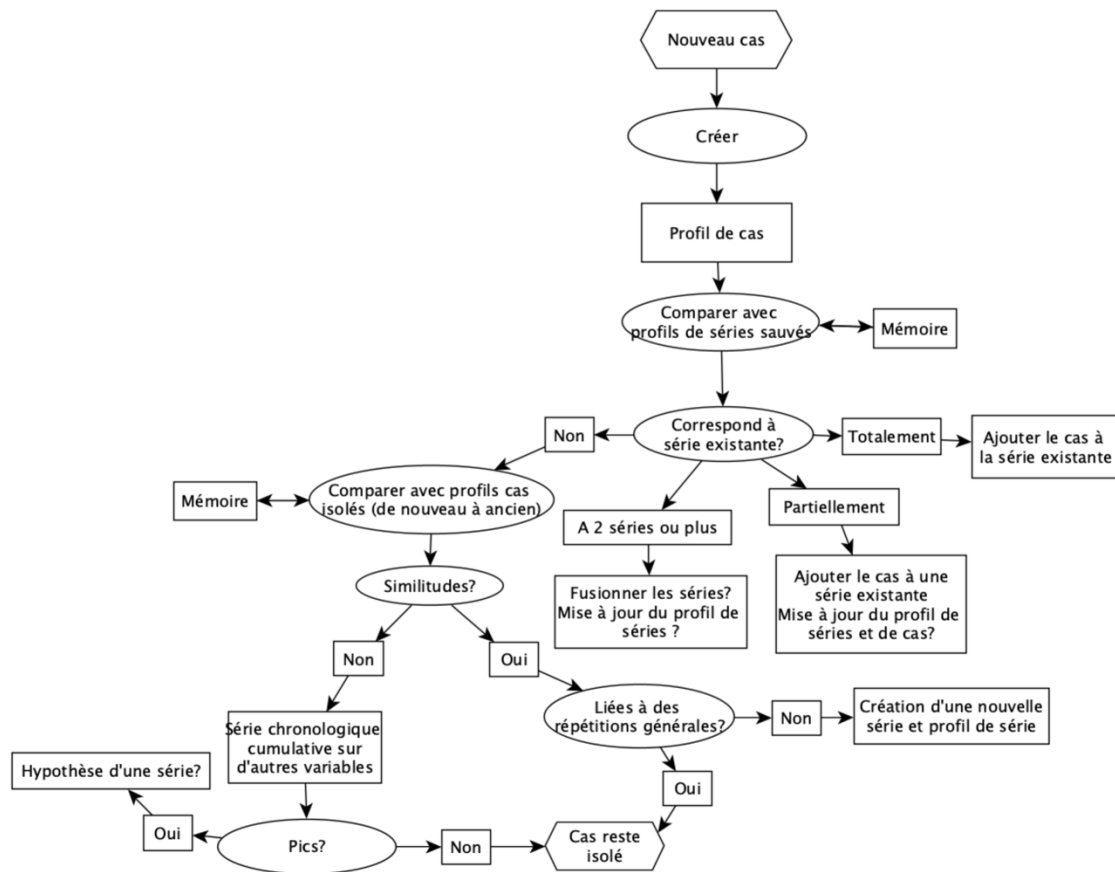 Nouveau cas
Créer
Profil de cas
Comparer avec
profils de séries sauvés
Mémoire
Correspond à
série existante?
Non
Totalement
Ajouter le cas à
la série existante
Mémoire
Comparer avec profils cas
isolés (de nouveau à ancien)
A 2 séries ou plus
Partiellement
Similitudes?
Fusionner les séries?
Mise à jour du profil de
séries ?
Ajouter le cas à une
série existante
Mise à jour du profil de
séries et de cas?
Non
Oui
Liées à des
répétitions générales?
Non
Création d'une nouvelle
série et profil de série
Série chronologique
cumulative sur
d'autres variables
Hypothèse d'une série?
Oui
Oui
Pics?
Non
Cas reste
isolé